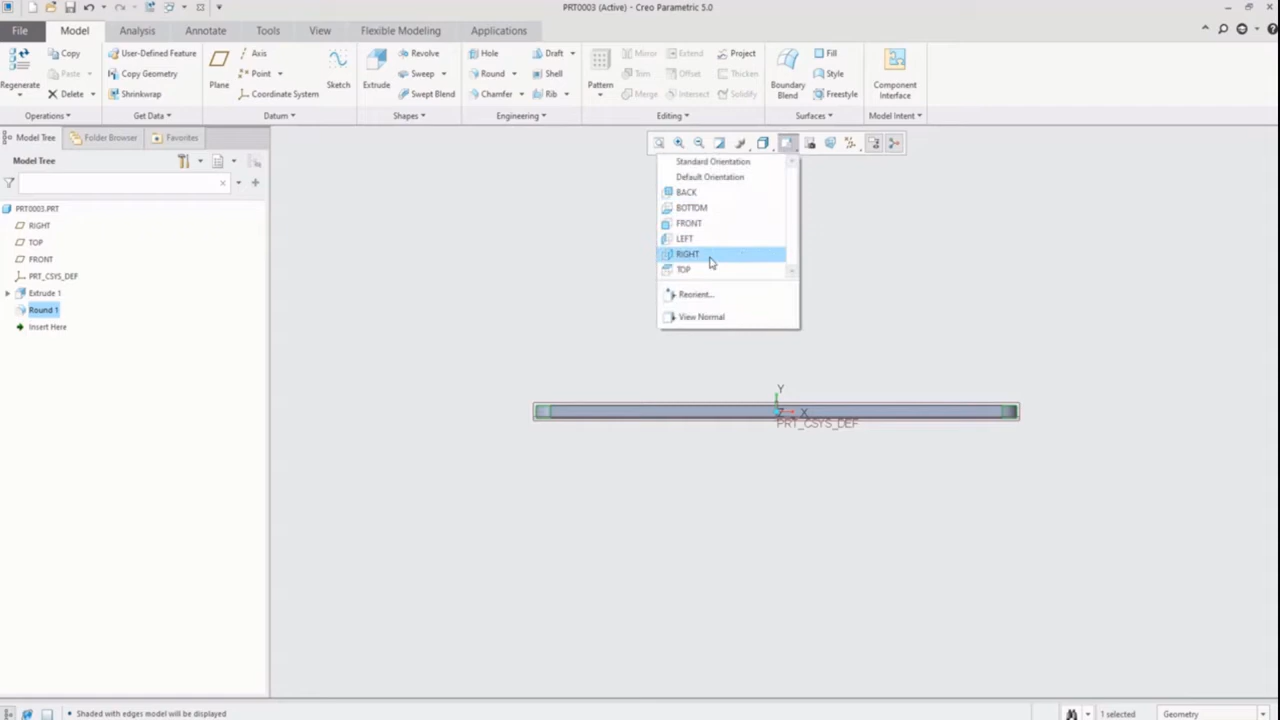 PRT0003 (Active) - Creo Parametric 5.0
File Model Analysis Annotate Tools View Flexible Modeling Applications
Regenerate
Copy
Paste
Delete
Operations
User-Defined Feature
Copy Geometry
Shrinkwrap
Get Data
Plane
Axis
Point
Coordinate System
Sketch
Datum
Extrude
Revolve
Sweep
Swept Blend
Shapes
Hole
Round
Chamfer
Draft
Shell
Rib
Engineering
Pattern
Mirror
Trim
Merge
Extend
Offset
Intersect
Project
Thicken
Solidify
Editing
Boundary
Blend
Fill
Style
Freestyle
Surfaces
Component
Interface
Model Intent
Model Tree Folder Browser Favorites
Model Tree
PRT0003.PRT
RIGHT
TOP
FRONT
PRT_CSYS_DEF
Extrude 1
Round 1
Insert Here
Standard Orientation
Default Orientation
BACK
BOTTOM
FRONT
LEFT
RIGHT
TOP
Reorient...
View Normal
Y
X
PRT_CSYS_DEF
Shaded with edges model will be displayed
1 selected
Geometry